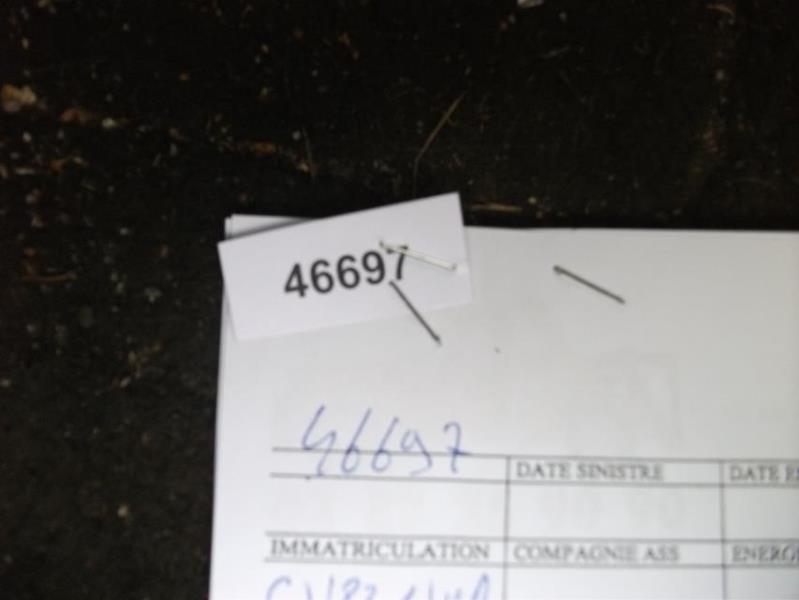 46697
46697
DATE SINISTRE
IMMATRICULATION COMPAGNIE ASS